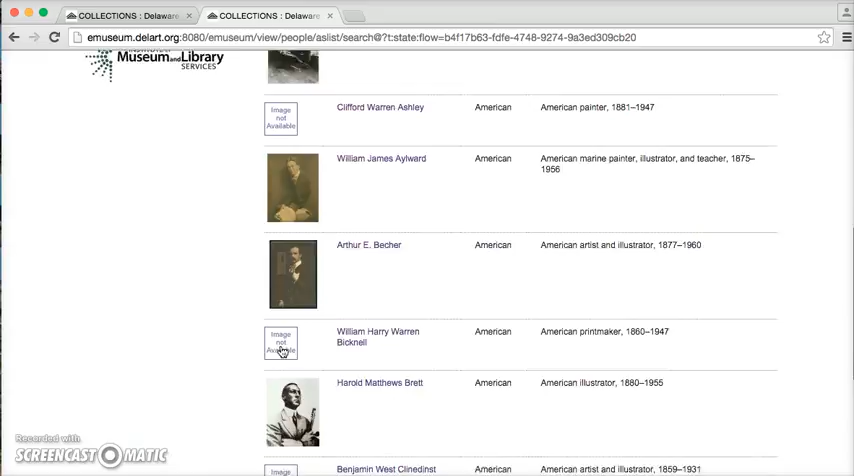 COLLECTIONS : Delaware
COLLECTIONS : Delaware
emuseum.delart.org:8080/emuseum/view/people/aslist/search@?t:state:flow=b4f17b63-fdfe-4748-9274-9a3ed309cb20
Museum and Library
SERVICES
Image
not
Available
Clifford Warren Ashley
American
American painter, 1881–1947
William James Aylward
American
American marine painter, illustrator, and teacher, 1875–
1956
Arthur E. Becher
American
American artist and illustrator, 1877–1960
Image
not
Available
William Harry Warren
Bicknell
American
American printmaker, 1860–1947
Harold Matthews Brett
American
American illustrator, 1880–1955
Image
Benjamin West Clinedinst
American
American artist and illustrator, 1859–1931
Recorded with
SCREENCAST-O-MATIC